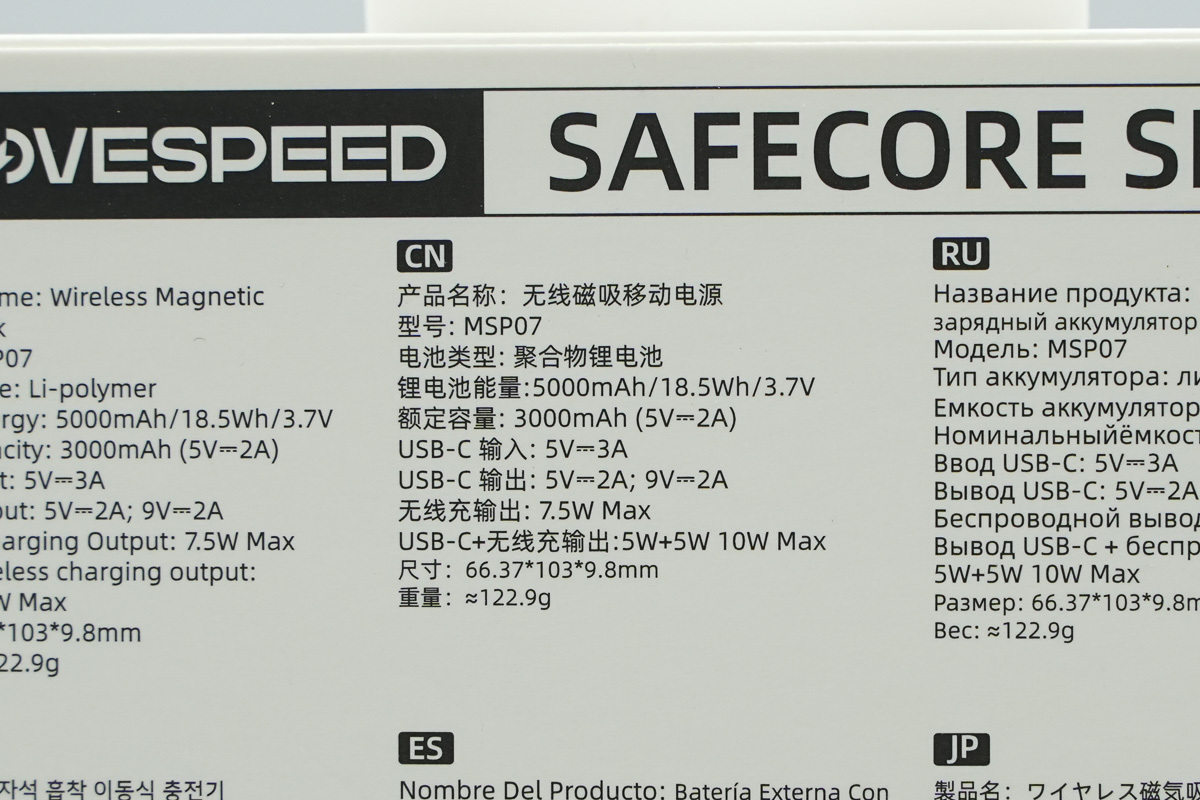 OVESPEED
SAFECORE
me: Wireless Magnetic
P07
e: Li-polymer
rgy: 5000mAh/18.5Wh/3.7V
city: 3000mAh (5V⎓2A)
t: 5V⎓3A
out: 5V⎓2A; 9V⎓2A
arging Output: 7.5W Max
eless charging output:
W Max
*103*9.8mm
22.9g
CN
产品名称：无线磁吸移动电源
型号: MSP07
电池类型: 聚合物锂电池
锂电池能量:5000mAh/18.5Wh/3.7V
额定容量: 3000mAh (5V⎓2A)
USB-C 输入: 5V⎓3A
USB-C 输出: 5V⎓2A; 9V⎓2A
无线充输出: 7.5W Max
USB-C+无线充输出:5W+5W 10W Max
尺寸：66.37*103*9.8mm
重量：≈122.9g
RU
Название продукта:
зарядный аккумулятор
Модель: MSP07
Тип аккумулятора: ли
Емкость аккумулятор
Номинальныйёмкост
Ввод USB-C: 5V⎓3A
Вывод USB-C: 5V⎓2A
Беспроводной вывод
Вывод USB-C + беспр
5W+5W 10W Max
Размер: 66.37*103*9.8m
Вес: ≈122.9g
자석 흡착 이동식 충전기
ES
Nombre Del Producto: Batería Externa Con
JP
製品名：ワイヤレス磁気吸